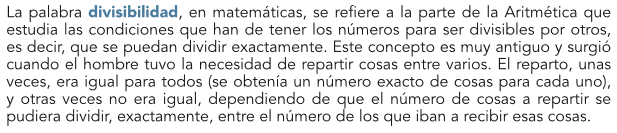 La palabra divisibilidad, en matemáticas, se refiere a la parte de la Aritmética que
estudia las condiciones que han de tener los números para ser divisibles por otros,
es decir, que se puedan dividir exactamente. Este concepto es muy antiguo y surgió
cuando el hombre tuvo la necesidad de repartir cosas entre varios. El reparto, unas
veces, era igual para todos (se obtenía un número exacto de cosas para cada uno),
y otras veces no era igual, dependiendo de que el número de cosas a repartir se
pudiera dividir, exactamente, entre el número de los que iban a recibir esas cosas.